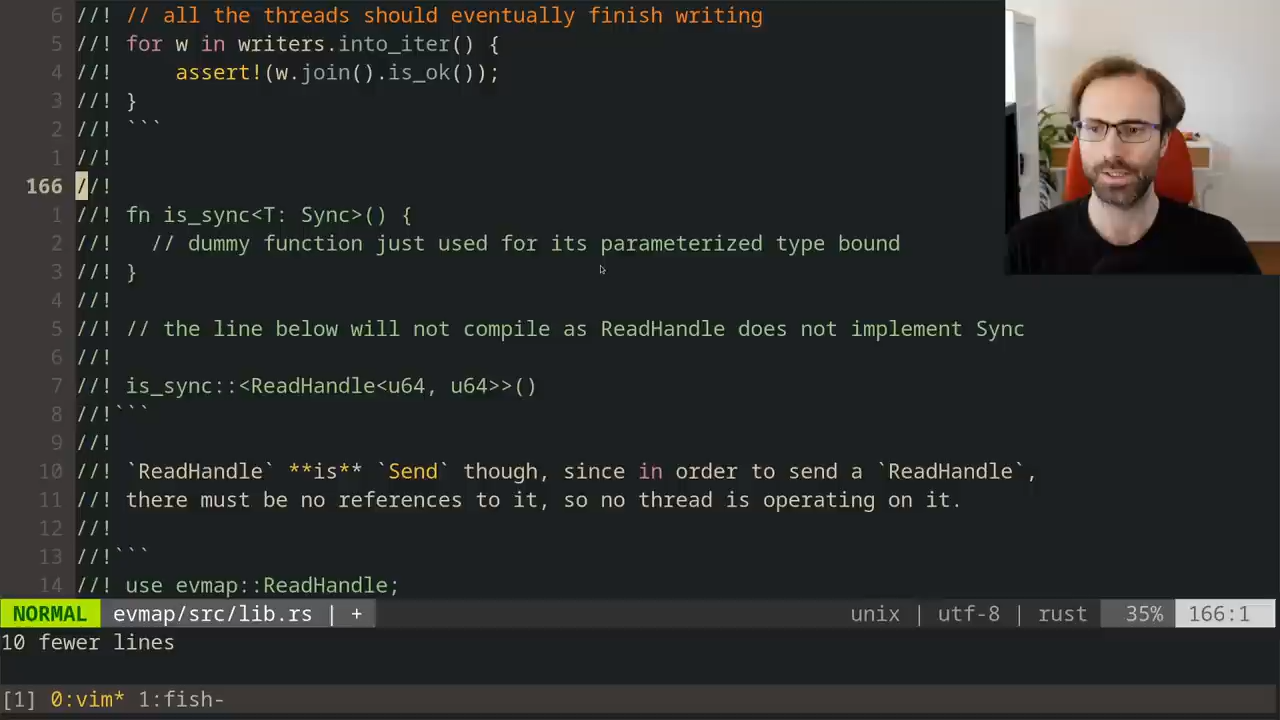 6 //! // all the threads should eventually finish writing
5 //! for w in writers.into_iter() {
4 //!     assert!(w.join().is_ok());
3 //! }
2 //! ```
1 //!
166 //!
1 //! fn is_sync<T: Sync>() {
2 //!   // dummy function just used for its parameterized type bound
3 //! }
4 //!
5 //! // the line below will not compile as ReadHandle does not implement Sync
6 //!
7 //! is_sync::<ReadHandle<u64, u64>>()
8 //!```
9 //!
10 //! `ReadHandle` **is** `Send` though, since in order to send a `ReadHandle`,
11 //! there must be no references to it, so no thread is operating on it.
12 //!
13 //!```
14 //! use evmap::ReadHandle;
NORMAL evmap/src/lib.rs | + unix | utf-8 | rust 35% 166:1
10 fewer lines
[1] 0:vim* 1:fish-